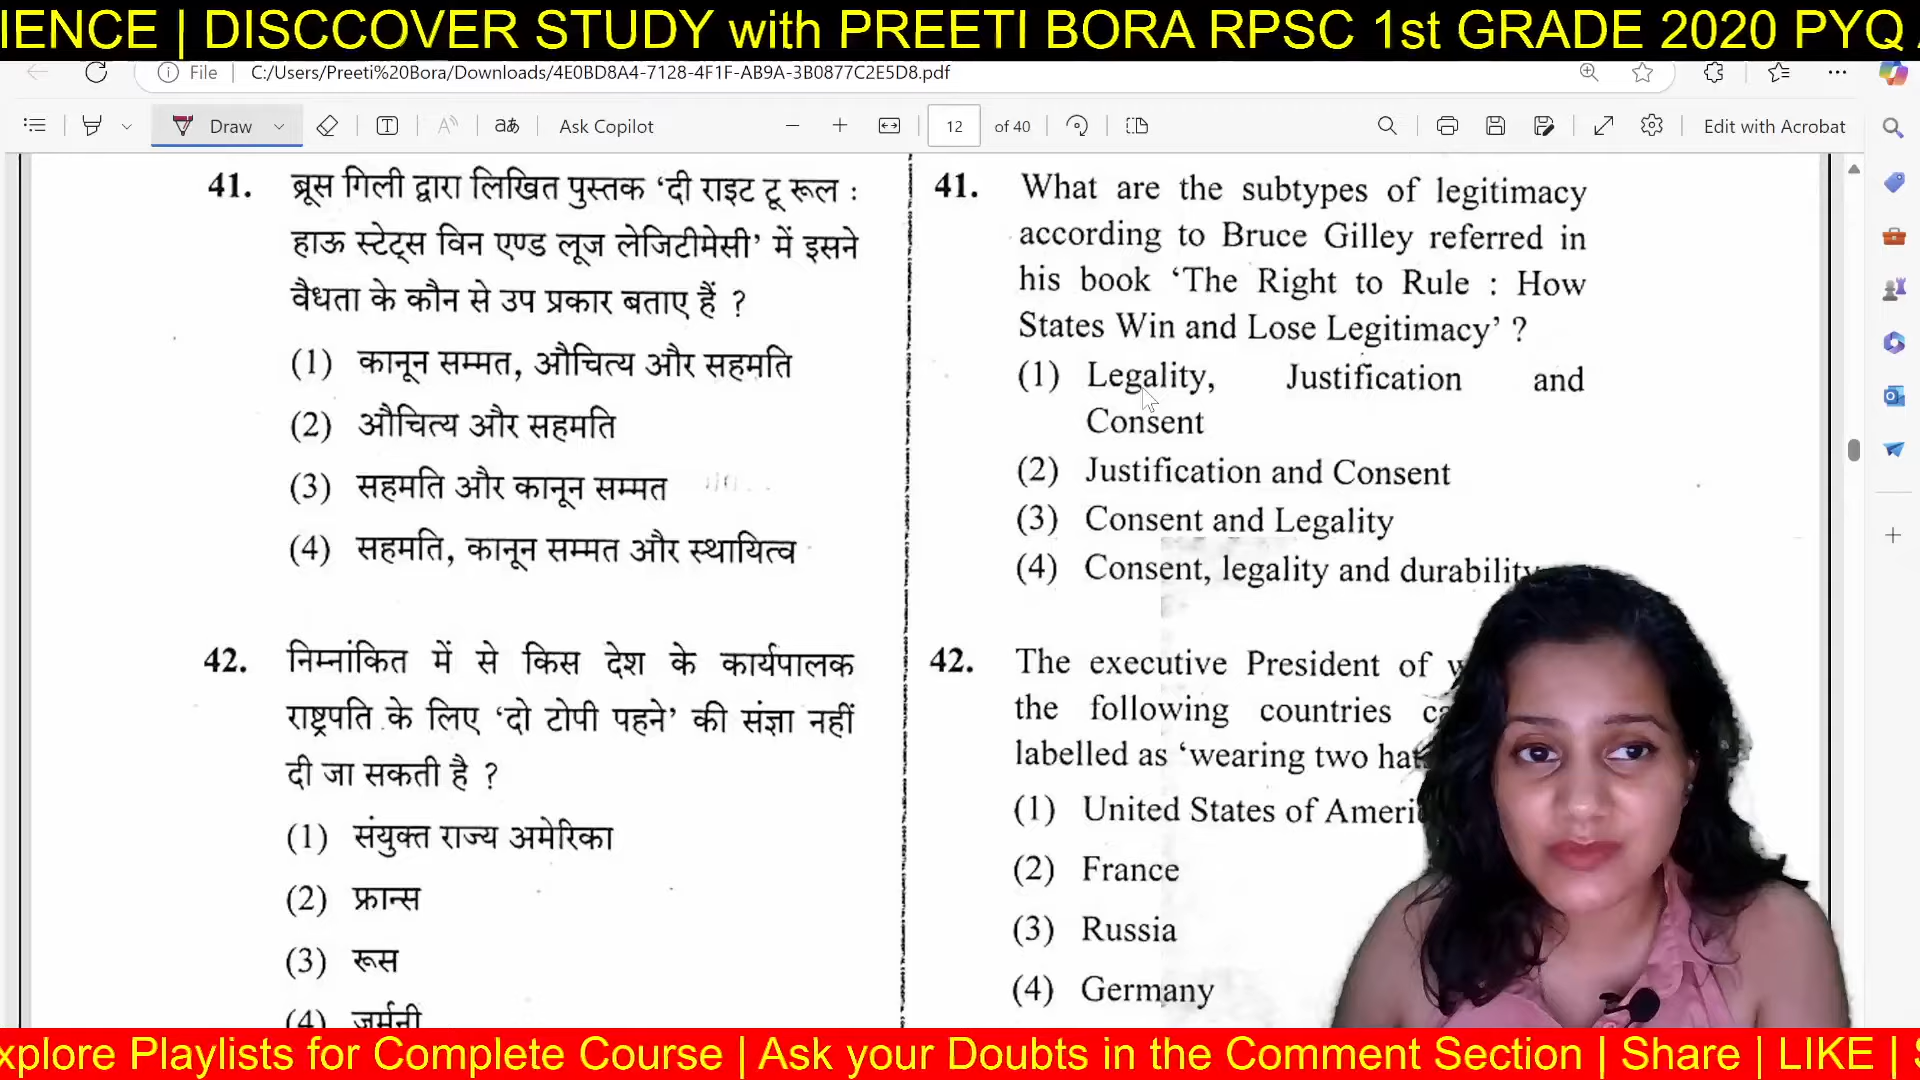 IENCE | DISCCOVER STUDY with PREETI BORA RPSC 1st GRADE 2020 PYQ
File | C:/Users/Preeti%20Bora/Downloads/4E0BD8A4-7128-4F1F-AB9A-3B0877C2E5D8.pdf
Draw
aあ
Ask Copilot
12 of 40
Edit with Acrobat
41. ब्रूस गिली द्वारा लिखित पुस्तक ‘दी राइट टू रूल :
हाऊ स्टेट्स विन एण्ड लूज लेजिटीमेसी’ में इसने
वैधता के कौन से उप प्रकार बताए हैं ?
(1) कानून सम्मत, औचित्य और सहमति
(2) औचित्य और सहमति
(3) सहमति और कानून सम्मत
(4) सहमति, कानून सम्मत और स्थायित्व
42. निम्नांकित में से किस देश के कार्यपालक
राष्ट्रपति के लिए ‘दो टोपी पहने’ की संज्ञा नहीं
दी जा सकती है ?
(1) संयुक्त राज्य अमेरिका
(2) फ्रान्स
(3) रूस
(4) जर्मनी
41. What are the subtypes of legitimacy
according to Bruce Gilley referred in
his book ‘The Right to Rule : How
States Win and Lose Legitimacy’ ?
(1) Legality, Justification and
Consent
(2) Justification and Consent
(3) Consent and Legality
(4) Consent, legality and durability
42. The executive President of
the following countries
labelled as ‘wearing two
(1) United States of Ameri
(2) France
(3) Russia
(4) Germany
xplore Playlists for Complete Course | Ask your Doubts in the Comment Section | Share | LIKE |